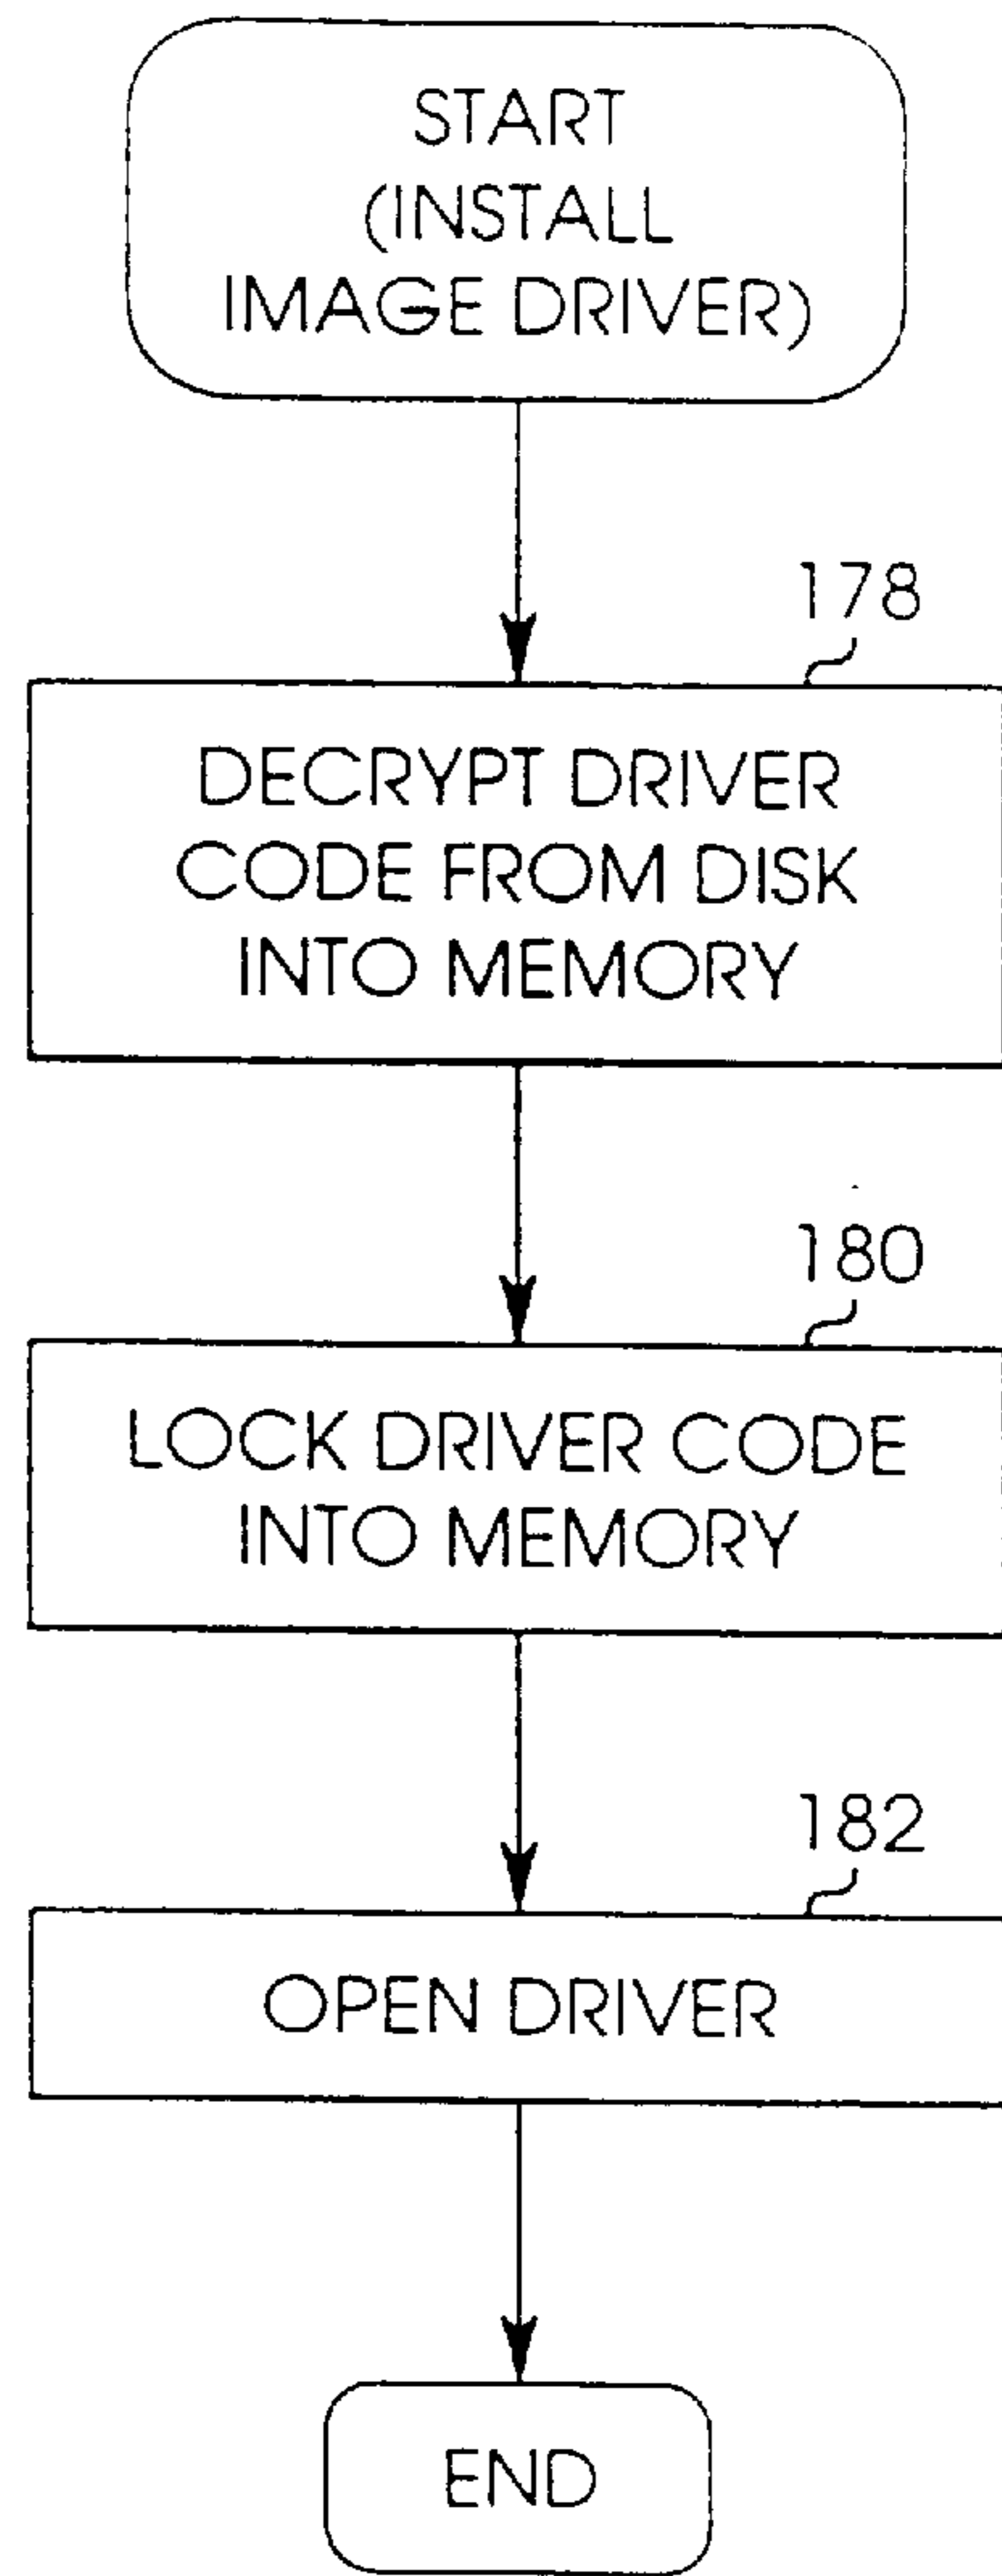 START
(INSTALL
IMAGE DRIVER)
178
DECRYPT DRIVER
CODE FROM DISK
INTO MEMORY
180
LOCK DRIVER CODE
INTO MEMORY
182
OPEN DRIVER
END